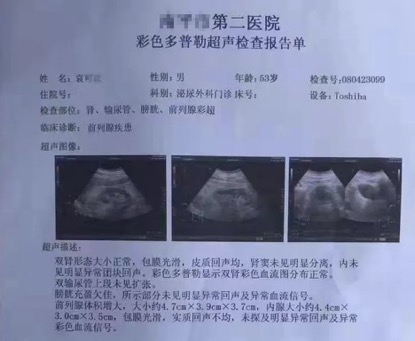 第二医院
彩色多普勒超声检查报告单
姓名：袁可 性别：男 年龄：53岁 检查号：080423099
住院号： 科别：泌尿外科门诊 床号： 设备：Toshiba
检查部位：肾、输尿管、膀胱、前列腺彩超
临床诊断：前列腺疾患
超声图像：
超声描述：
双肾形态大小正常，包膜光滑，皮质回声均，肾窦未见明显分离，内未
见明显异常团块回声。彩色多普勒显示双肾彩色血流图分布正常。
双输尿管上段未见扩张。
膀胱充盈欠佳，所示部分未见明显异常回声及异常血流信号。
前列腺体积增大，大小约4.7cm×3.9cm×3.7cm，内腺大小约4.4cm×
3.0cm×3.5cm，包膜光滑，实质回声不均，未探及明显异常回声及异常
彩色血流信号。